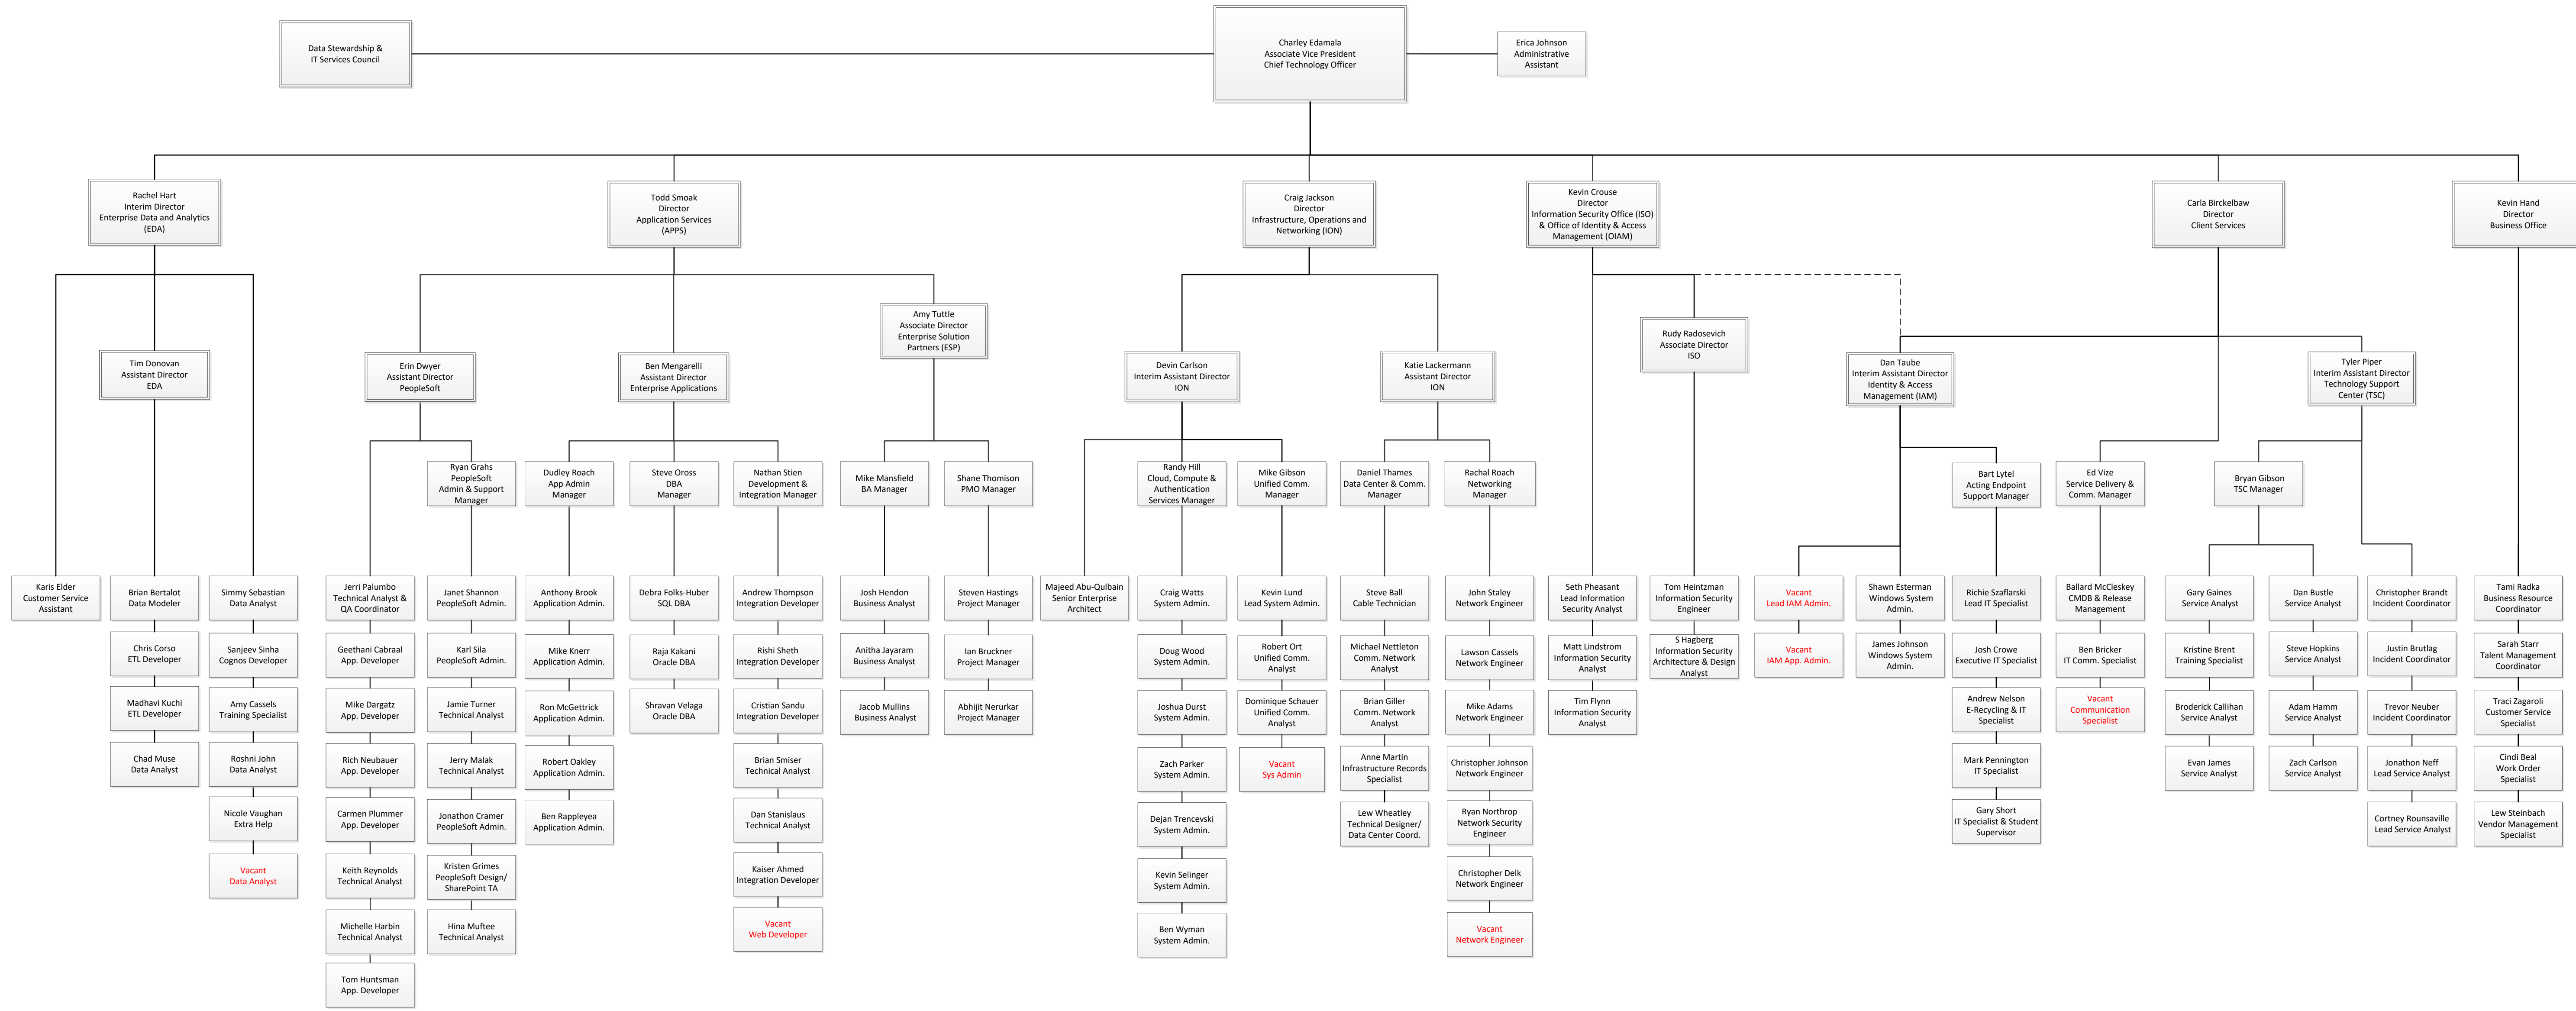 Data Stewardship &
IT Services Council
Charley Edamala
Associate Vice President
Chief Technology Officer
Erica Johnson
Administrative
Assistant
Rachel Hart
Interim Director
Enterprise Data and Analytics
(EDA)
Todd Smoak
Director
Application Services
(APPS)
Craig Jackson
Director
Infrastructure, Operations and
Networking (ION)
Kevin Crouse
Director
Information Security Office (ISO)
& Office of Identity & Access
Management (OIAM)
Carla Birckelbaw
Director
Client Services
Kevin Hand
Director
Business Office
Tim Donovan
Assistant Director
EDA
Erin Dwyer
Assistant Director
PeopleSoft
Ben Mengarelli
Assistant Director
Enterprise Applications
Amy Tuttle
Associate Director
Enterprise Solution
Partners (ESP)
Devin Carlson
Interim Assistant Director
ION
Katie Lackermann
Assistant Director
ION
Rudy Radosevich
Associate Director
ISO
Dan Taube
Interim Assistant Director
Identity & Access
Management (IAM)
Tyler Piper
Interim Assistant Director
Technology Support
Center (TSC)
Ryan Grahs
PeopleSoft
Admin & Support
Manager
Dudley Roach
App Admin
Manager
Steve Oross
DBA
Manager
Nathan Stien
Development &
Integration Manager
Mike Mansfield
BA Manager
Shane Thomison
PMO Manager
Randy Hill
Cloud, Compute &
Authentication
Services Manager
Mike Gibson
Unified Comm.
Manager
Daniel Thames
Data Center & Comm.
Manager
Rachal Roach
Networking
Manager
Bart Lytel
Acting Endpoint
Support Manager
Ed Vize
Service Delivery &
Comm. Manager
Bryan Gibson
TSC Manager
Karis Elder
Customer Service
Assistant
Brian Bertalot
Data Modeler
Chris Corso
ETL Developer
Madhavi Kuchi
ETL Developer
Chad Muse
Data Analyst
Simmy Sebastian
Data Analyst
Sanjeev Sinha
Cognos Developer
Amy Cassels
Training Specialist
Roshni John
Data Analyst
Nicole Vaughan
Extra Help
Vacant
Data Analyst
Jerri Palumbo
Technical Analyst &
QA Coordinator
Geethani Cabraal
App. Developer
Mike Dargatz
App. Developer
Rich Neubauer
App. Developer
Carmen Plummer
App. Developer
Keith Reynolds
Technical Analyst
Michelle Harbin
Technical Analyst
Tom Huntsman
App. Developer
Janet Shannon
PeopleSoft Admin.
Karl Sila
PeopleSoft Admin.
Jamie Turner
Technical Analyst
Jerry Malak
Technical Analyst
Jonathon Cramer
PeopleSoft Admin.
Kristen Grimes
PeopleSoft Design/
SharePoint TA
Hina Muftee
Technical Analyst
Anthony Brook
Application Admin.
Mike Knerr
Application Admin.
Ron McGettrick
Application Admin.
Robert Oakley
Application Admin.
Ben Rappleyea
Application Admin.
Debra Folks-Huber
SQL DBA
Raja Kakani
Oracle DBA
Shravan Velaga
Oracle DBA
Andrew Thompson
Integration Developer
Rishi Sheth
Integration Developer
Cristian Sandu
Integration Developer
Brian Smiser
Technical Analyst
Dan Stanislaus
Technical Analyst
Kaiser Ahmed
Integration Developer
Vacant
Web Developer
Josh Hendon
Business Analyst
Anitha Jayaram
Business Analyst
Jacob Mullins
Business Analyst
Steven Hastings
Project Manager
Ian Bruckner
Project Manager
Abhijit Nerurkar
Project Manager
Majeed Abu-Qulbain
Senior Enterprise
Architect
Craig Watts
System Admin.
Doug Wood
System Admin.
Joshua Durst
System Admin.
Zach Parker
System Admin.
Dejan Trencevski
System Admin.
Kevin Selinger
System Admin.
Ben Wyman
System Admin.
Kevin Lund
Lead System Admin.
Robert Ort
Unified Comm.
Analyst
Dominique Schauer
Unified Comm.
Analyst
Vacant
Sys Admin
Steve Ball
Cable Technician
Michael Nettleton
Comm. Network
Analyst
Brian Giller
Comm. Network
Analyst
Anne Martin
Infrastructure Records
Specialist
Lew Wheatley
Technical Designer/
Data Center Coord.
John Staley
Network Engineer
Lawson Cassels
Network Engineer
Mike Adams
Network Engineer
Christopher Johnson
Network Engineer
Ryan Northrop
Network Security
Engineer
Christopher Delk
Network Engineer
Vacant
Network Engineer
Seth Pheasant
Lead Information
Security Analyst
Matt Lindstrom
Information Security
Analyst
Tim Flynn
Information Security
Analyst
Tom Heintzman
Information Security
Engineer
S Hagberg
Information Security
Architecture & Design
Analyst
Vacant
Lead IAM Admin.
Vacant
IAM App. Admin.
Shawn Esterman
Windows System
Admin.
James Johnson
Windows System
Admin.
Richie Szaflarski
Lead IT Specialist
Josh Crowe
Executive IT Specialist
Andrew Nelson
E-Recycling & IT
Specialist
Mark Pennington
IT Specialist
Gary Short
IT Specialist & Student
Supervisor
Ballard McCleskey
CMDB & Release
Management
Ben Bricker
IT Comm. Specialist
Vacant
Communication
Specialist
Gary Gaines
Service Analyst
Kristine Brent
Training Specialist
Broderick Callihan
Service Analyst
Evan James
Service Analyst
Dan Bustle
Service Analyst
Steve Hopkins
Service Analyst
Adam Hamm
Service Analyst
Zach Carlson
Service Analyst
Christopher Brandt
Incident Coordinator
Justin Brutlag
Incident Coordinator
Trevor Neuber
Incident Coordinator
Jonathon Neff
Lead Service Analyst
Cortney Rounsaville
Lead Service Analyst
Tami Radka
Business Resource
Coordinator
Sarah Starr
Talent Management
Coordinator
Traci Zagaroli
Customer Service
Specialist
Cindi Beal
Work Order
Specialist
Lew Steinbach
Vendor Management
Specialist